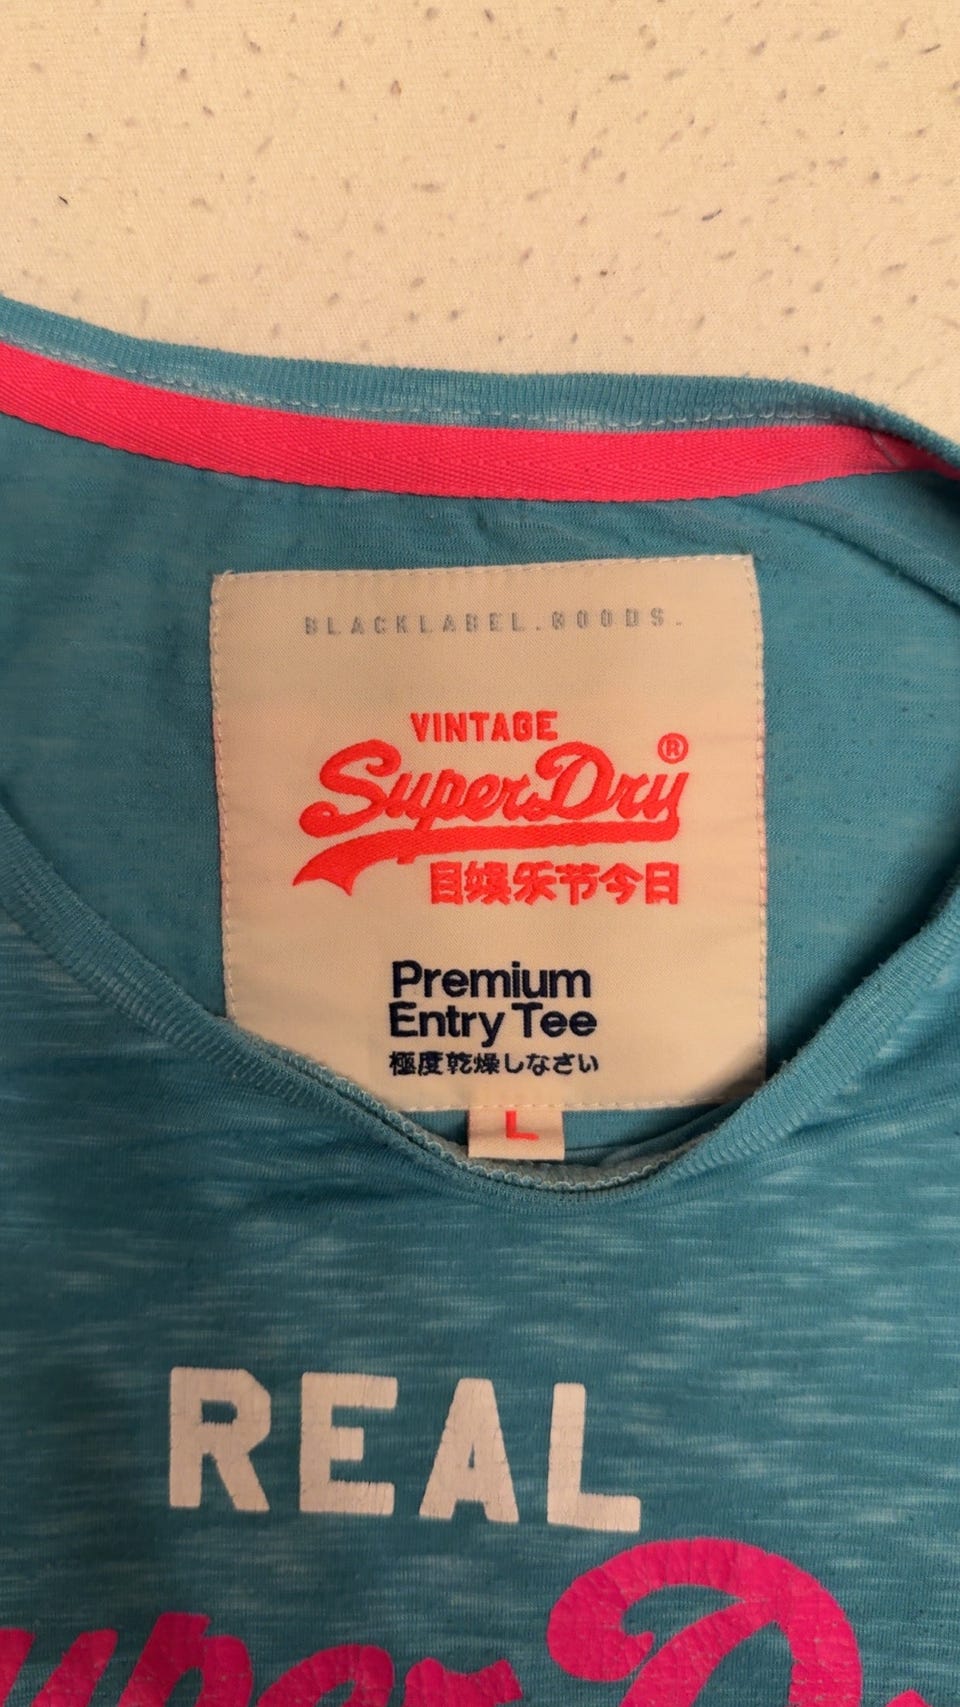 BLACKLABEL.GOODS.
VINTAGE
SuperDry®
目娯乐节今日
Premium
Entry Tee
極度乾燥しなさい
L
REAL
SuperDry